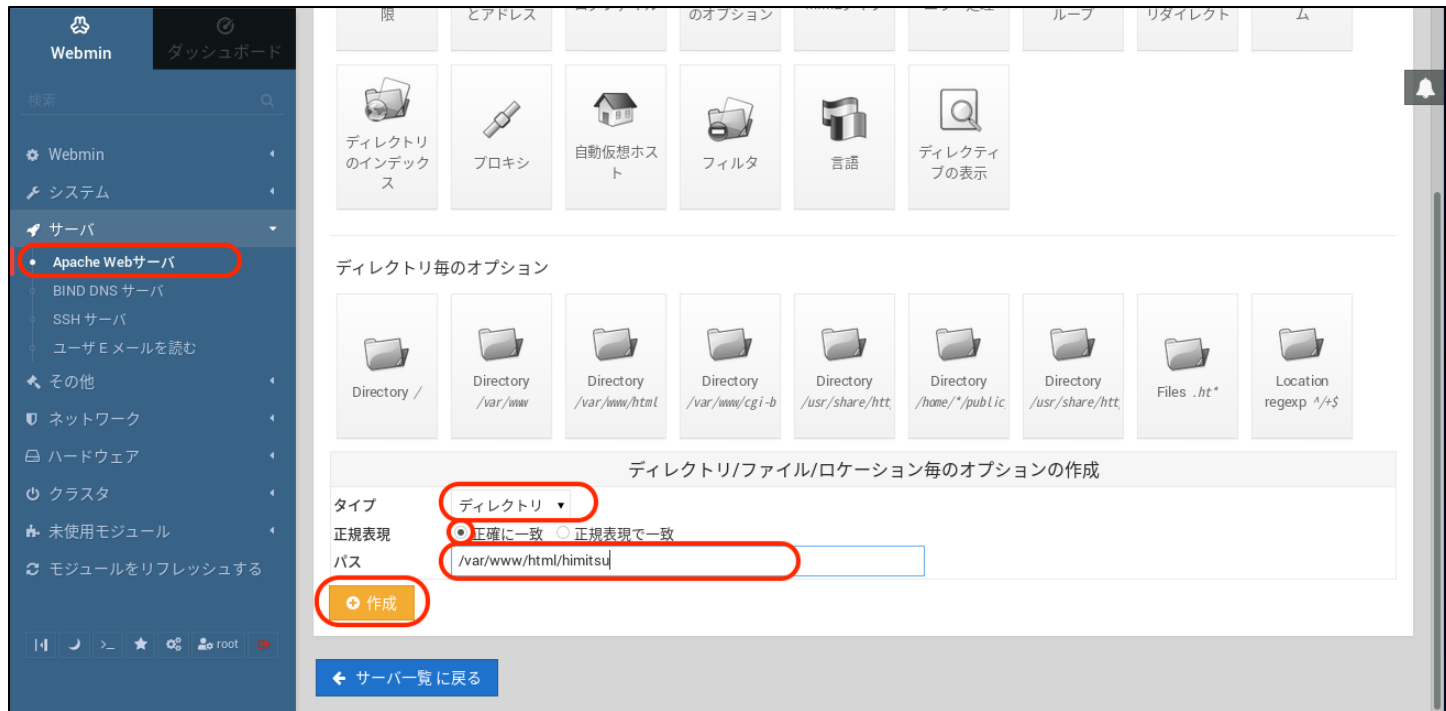 Webmin
ダッシュボード
検索
Webmin
システム
サーバ
Apache Webサーバ
BIND DNS サーバ
SSH サーバ
ユーザ E メールを読む
その他
ネットワーク
ハードウェア
クラスタ
未使用モジュール
モジュールをリフレッシュする
root
限
とアドレス
のオプション
ループ
リダイレクト
ム
ディレクトリ
のインデック
ス
プロキシ
自動仮想ホス
ト
フィルタ
言語
ディレクティ
ブの表示
ディレクトリ毎のオプション
Directory /
Directory
/var/www
Directory
/var/www/html
Directory
/var/www/cgi-b
Directory
/usr/share/htt
Directory
/home/*/public
Directory
/usr/share/htt
Files .ht*
Location
regexp ^/+$
ディレクトリ/ファイル/ロケーション毎のオプションの作成
タイプ ディレクトリ
正規表現 正確に一致 正規表現で一致
パス /var/www/html/himitsu
作成
サーバ一覧 に戻る